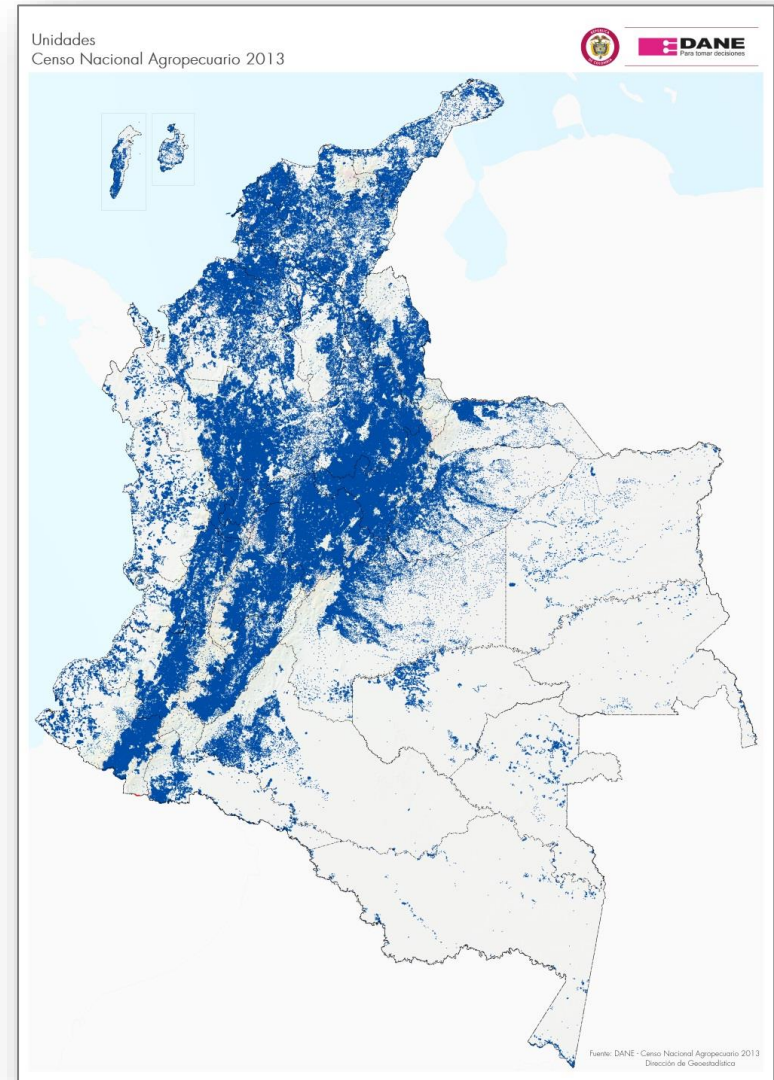 Unidades
Censo Nacional Agropecuario 2013
DANE
Para tomar decisiones
Fuente: DANE - Censo Nacional Agropecuario 2013
Dirección de Geoestadística